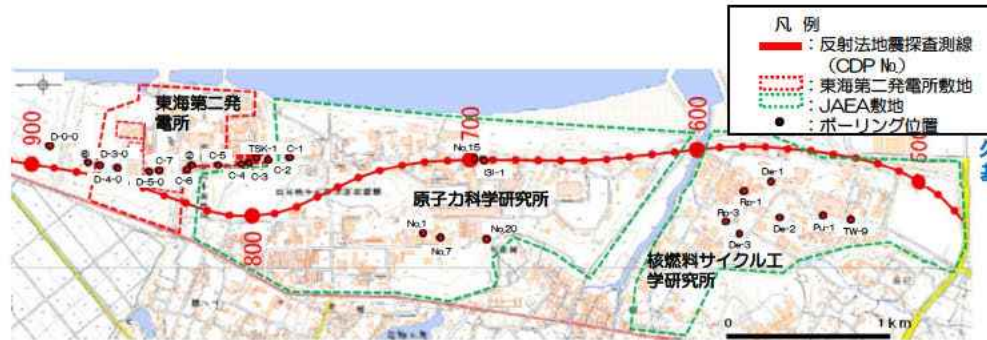 凡 例
：反射法地震探査測線
（CDP No.）
：東海第二発電所敷地
：JAEA敷地
：ボーリング位置
東海第二発
電所
900
D-0-0
D-3-0
D-4-0
C-7
D-5-0
C-6
C-5
TSK-1
C-4
C-3
C-2
C-1
800
700
No.15
I3I-1
原子力科学研究所
No.1
No.7
No.20
600
De-1
Rp-1
Rp-3
De-3
De-2
Pu-1
TW-9
核燃料サイクル工
学研究所
500
0
1 km